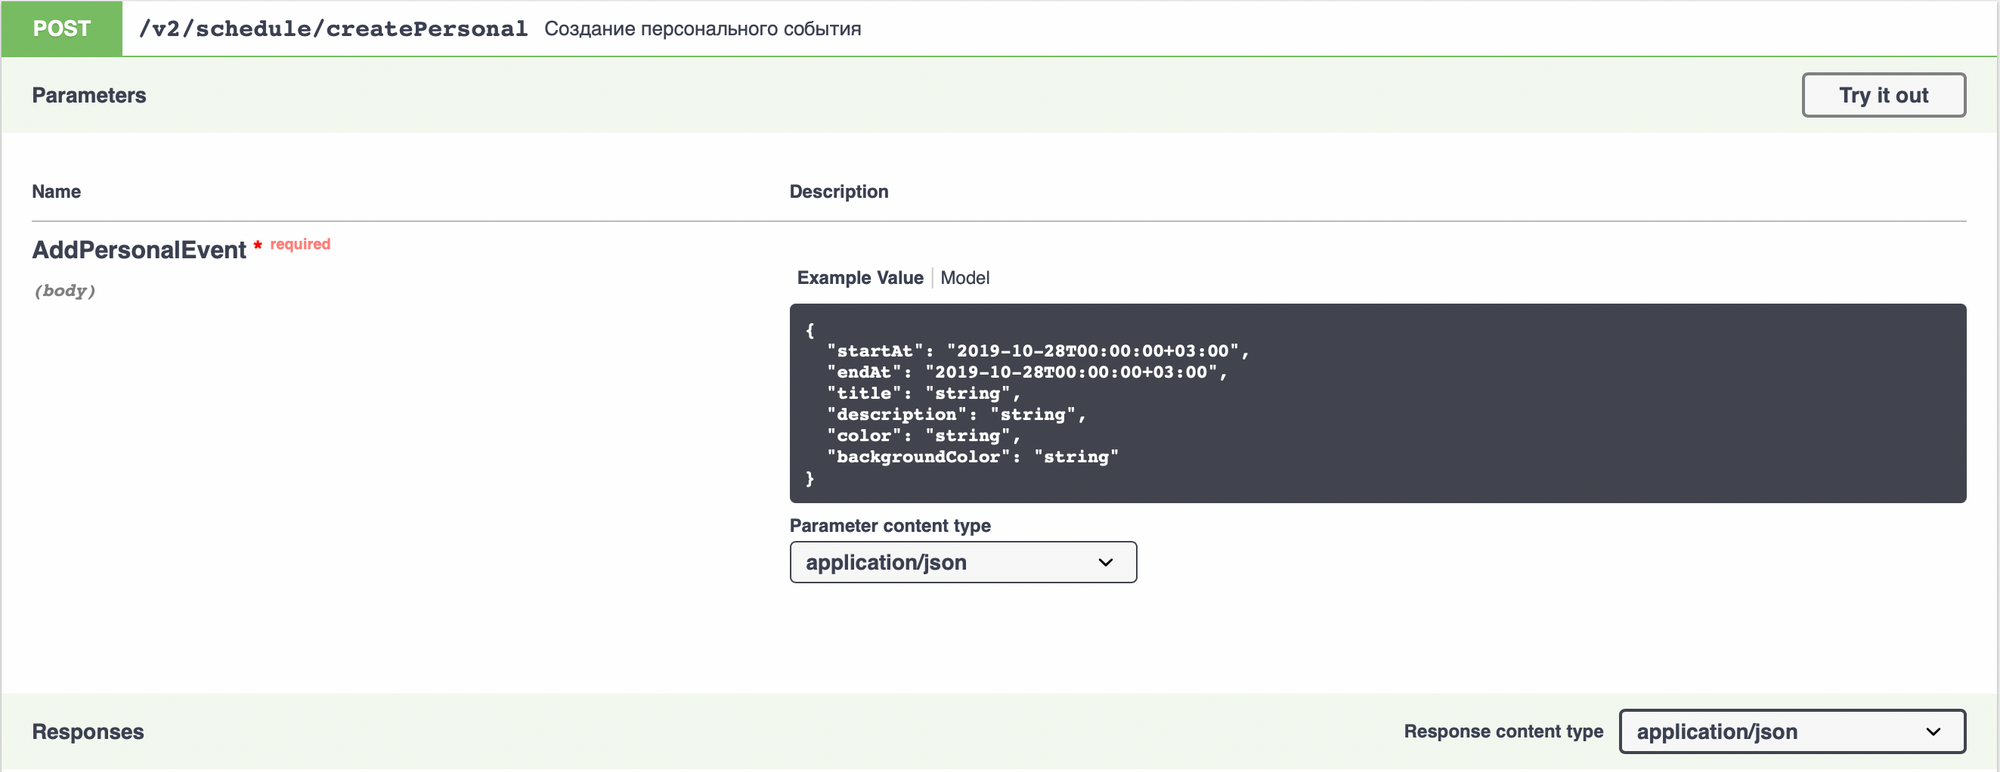 POST /v2/schedule/createPersonal Создание персонального события
Parameters Try it out
Name Description
AddPersonalEvent * required
(body)
Example Value Model
{
"startAt": "2019-10-28T00:00:00+03:00",
"endAt": "2019-10-28T00:00:00+03:00",
"title": "string",
"description": "string",
"color": "string",
"backgroundColor": "string"
}
Parameter content type
application/json
Responses Response content type application/json